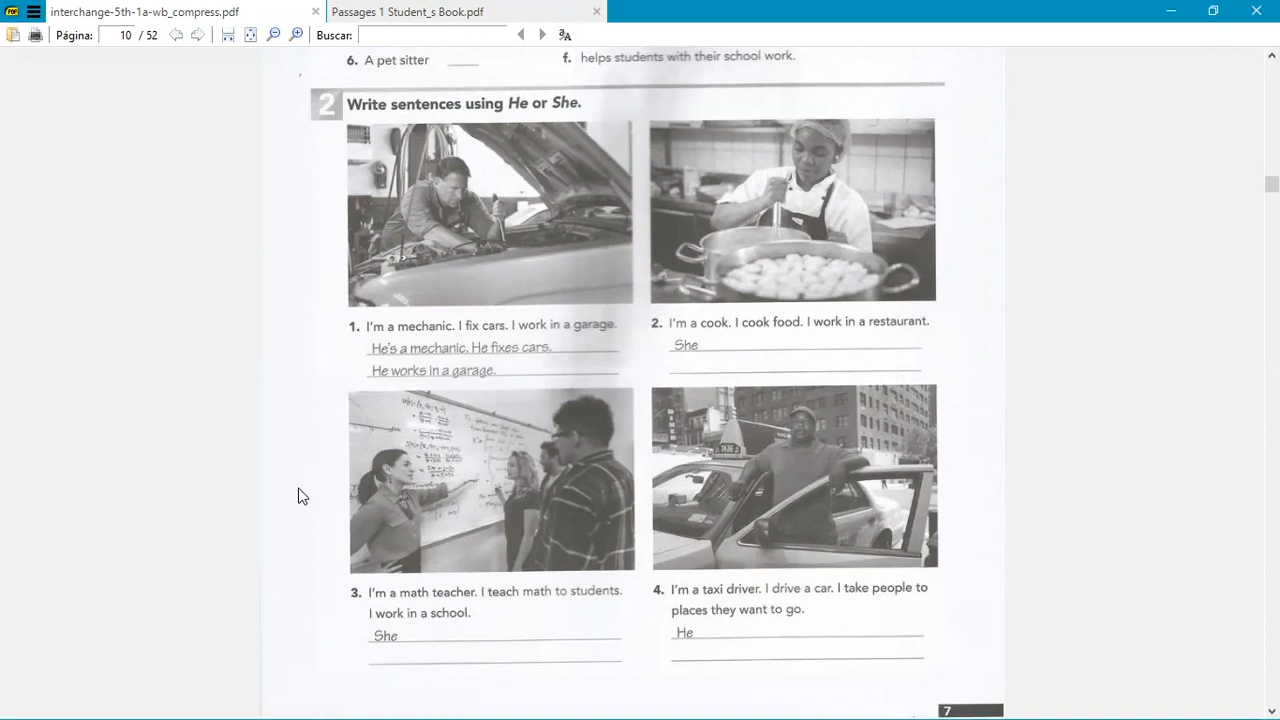 interchange-5th-1a-wb_compress.pdf
Passages 1 Student_s Book.pdf
Página: 10 / 52
Buscar:
6. A pet sitter
f. helps students with their school work.
2 Write sentences using He or She.
1. I'm a mechanic. I fix cars. I work in a garage.
He's a mechanic. He fixes cars.
He works in a garage.
2. I'm a cook. I cook food. I work in a restaurant.
She
3. I'm a math teacher. I teach math to students.
I work in a school.
She
4. I'm a taxi driver. I drive a car. I take people to
places they want to go.
He
7